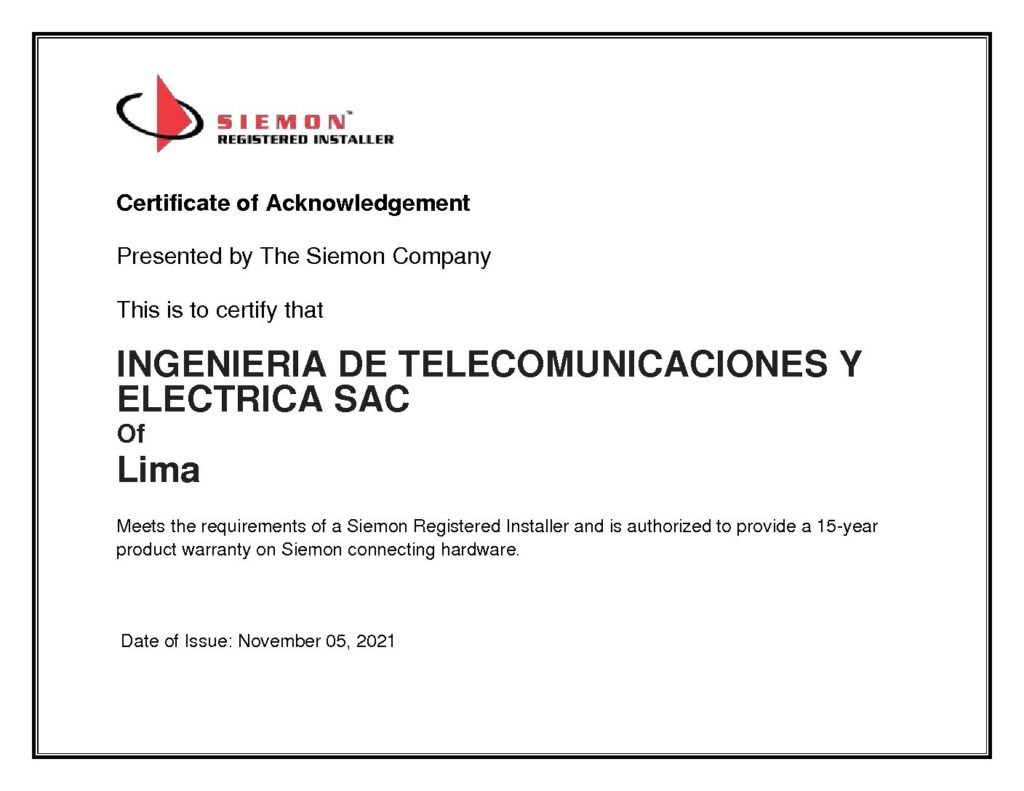 SIEMON™
REGISTERED INSTALLER
Certificate of Acknowledgement
Presented by The Siemon Company
This is to certify that
INGENIERIA DE TELECOMUNICACIONES Y
ELECTRICA SAC
Of
Lima
Meets the requirements of a Siemon Registered Installer and is authorized to provide a 15-year
product warranty on Siemon connecting hardware.
Date of Issue: November 05, 2021